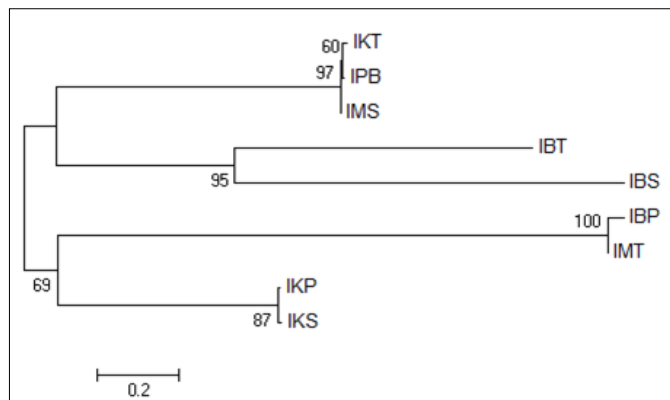 60 IKT
97 IPB
IMS
IBT
95 IBS
100 IBP
IMT
69 IKP
87 IKS
0.2